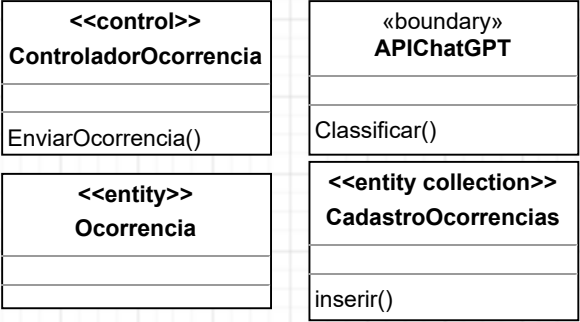 <<control>>
ControladorOcorrencia
EnviarOcorrencia()
«boundary»
APIChatGPT
Classificar()
<<entity>>
Ocorrencia
<<entity collection>>
CadastroOcorrencias
inserir()